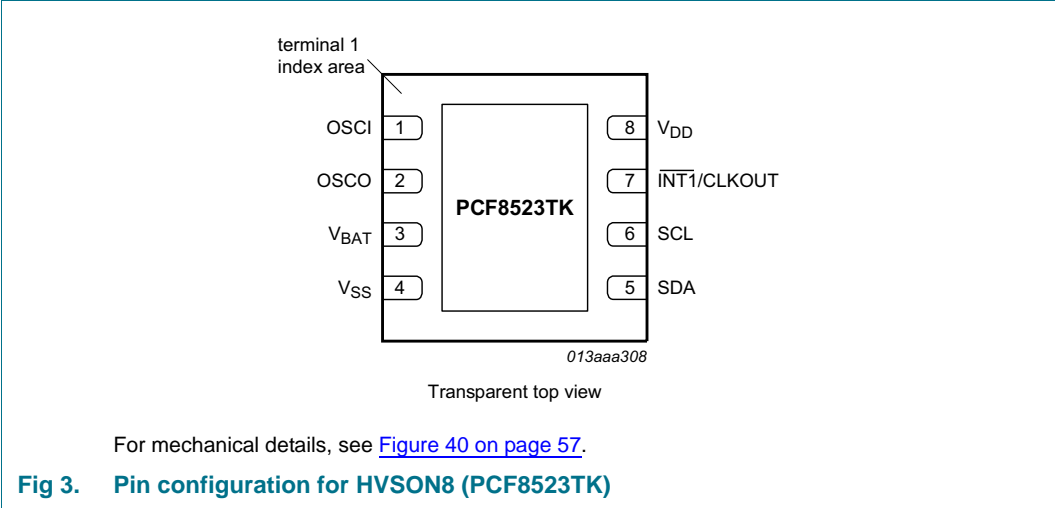 terminal 1
index area
OSCI 1
8 VDD
OSCO 2
7 INT1/CLKOUT
PCF8523TK
VBAT 3
6 SCL
VSS 4
5 SDA
013aaa308
Transparent top view
For mechanical details, see Figure 40 on page 57.
Fig 3. Pin configuration for HVSON8 (PCF8523TK)